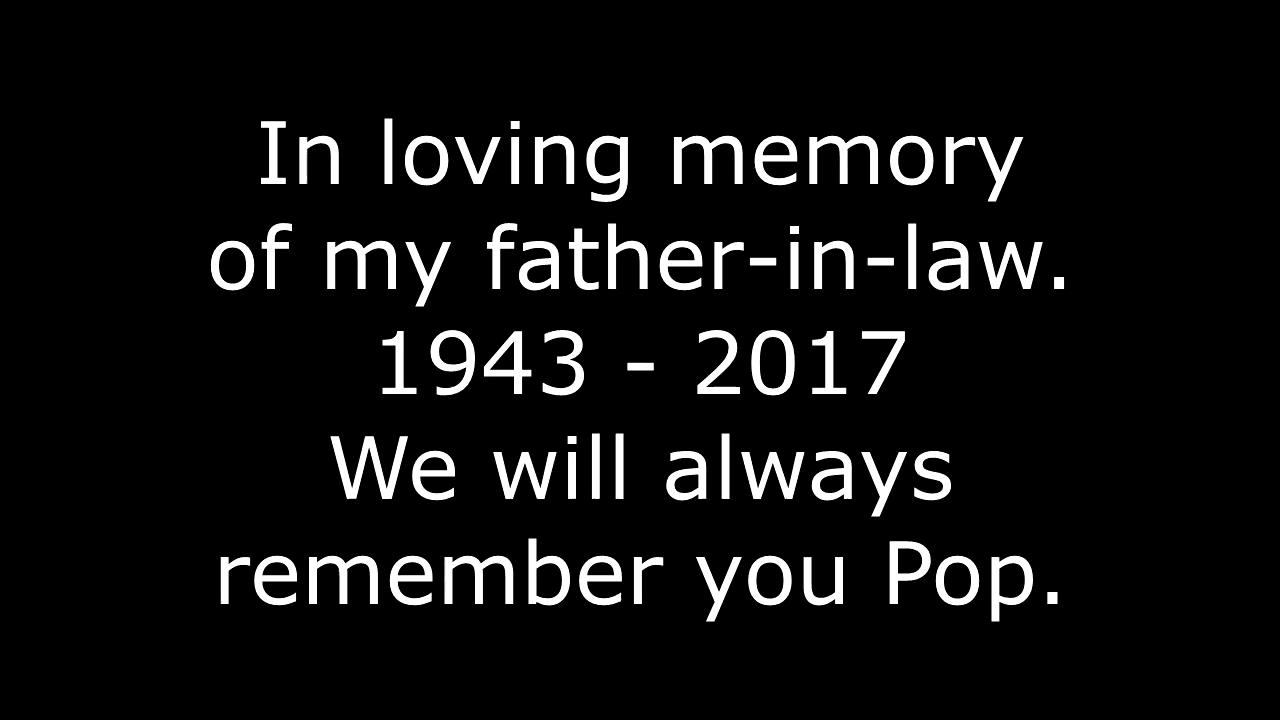 In loving memory
of my father-in-law.
1943 - 2017
We will always
remember you Pop.